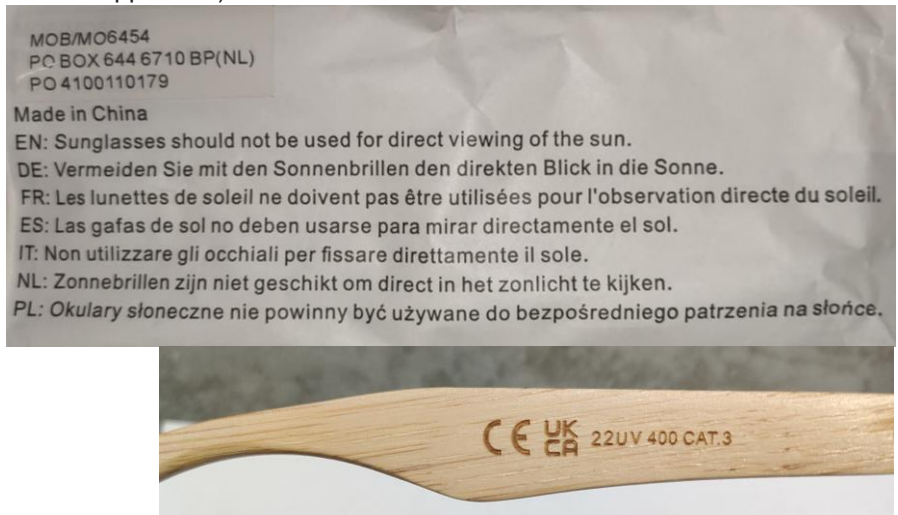 MOB/MO6454
PO BOX 644 6710 BP(NL)
PO 4100110179
Made in China
EN: Sunglasses should not be used for direct viewing of the sun.
DE: Vermeiden Sie mit den Sonnenbrillen den direkten Blick in die Sonne.
FR: Les lunettes de soleil ne doivent pas être utilisées pour l'observation directe du soleil.
ES: Las gafas de sol no deben usarse para mirar directamente el sol.
IT: Non utilizzare gli occhiali per fissare direttamente il sole.
NL: Zonnebrillen zijn niet geschikt om direct in het zonlicht te kijken.
PL: Okulary słoneczne nie powinny być używane do bezpośredniego patrzenia na słońce.
CE UK CA 22UV 400 CAT.3